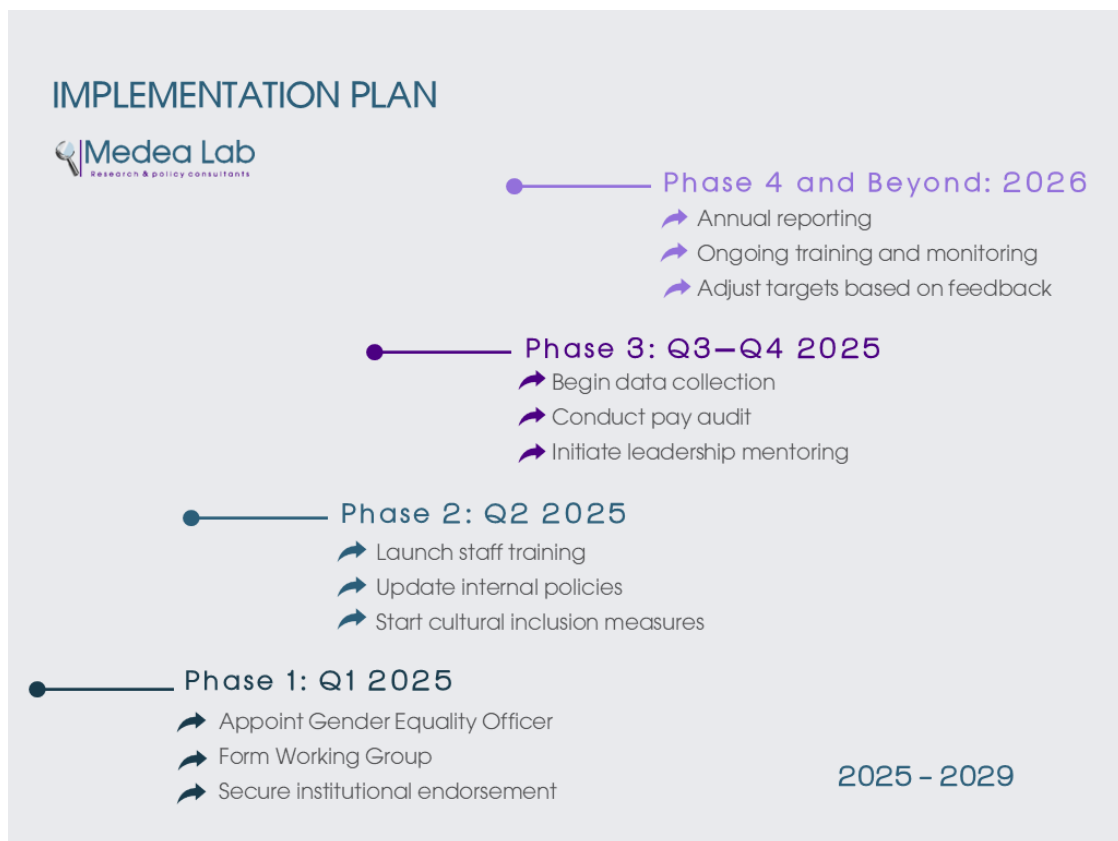 IMPLEMENTATION PLAN
Medea Lab
Research & policy consultants
Phase 4 and Beyond: 2026
Annual reporting
Ongoing training and monitoring
Adjust targets based on feedback
Phase 3: Q3–Q4 2025
Begin data collection
Conduct pay audit
Initiate leadership mentoring
Phase 2: Q2 2025
Launch staff training
Update internal policies
Start cultural inclusion measures
Phase 1: Q1 2025
Appoint Gender Equality Officer
Form Working Group
Secure institutional endorsement
2025 – 2029